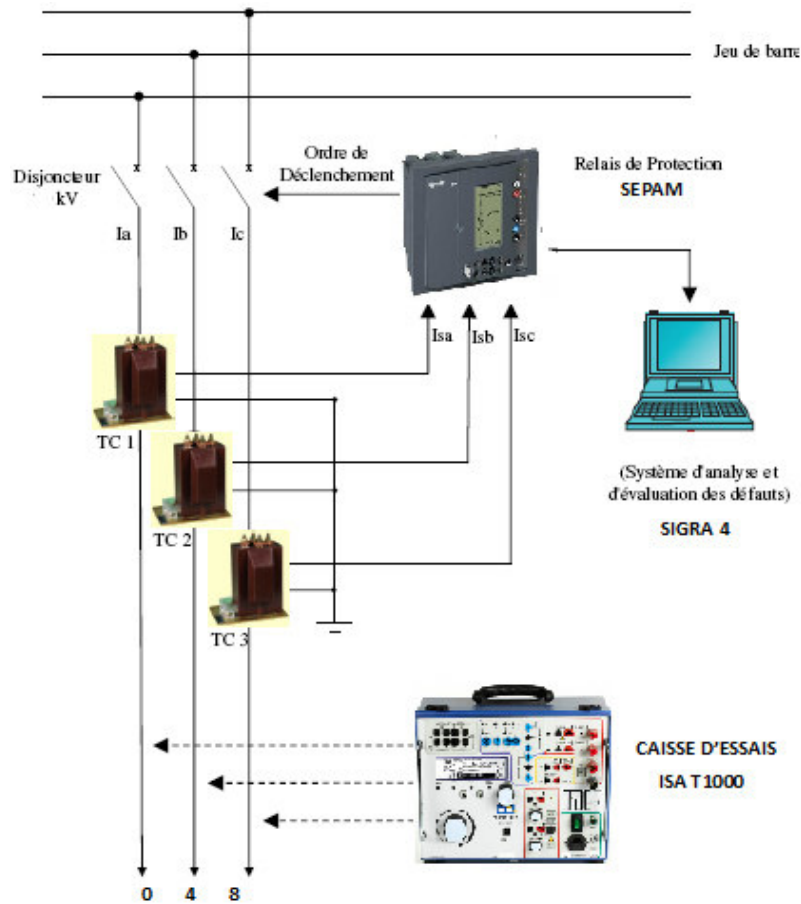 Jeu de barre
Disjoncteur
kV
Ordre de
Déclenchement
Relais de Protection
SEPAM
Ia
Ib
Ic
Isa
Isb
Isc
TC 1
TC 2
TC 3
(Système d'analyse et
d'évaluation des défauts)
SIGRA 4
CAISSE D'ESSAIS
ISA T1000
0 4 8